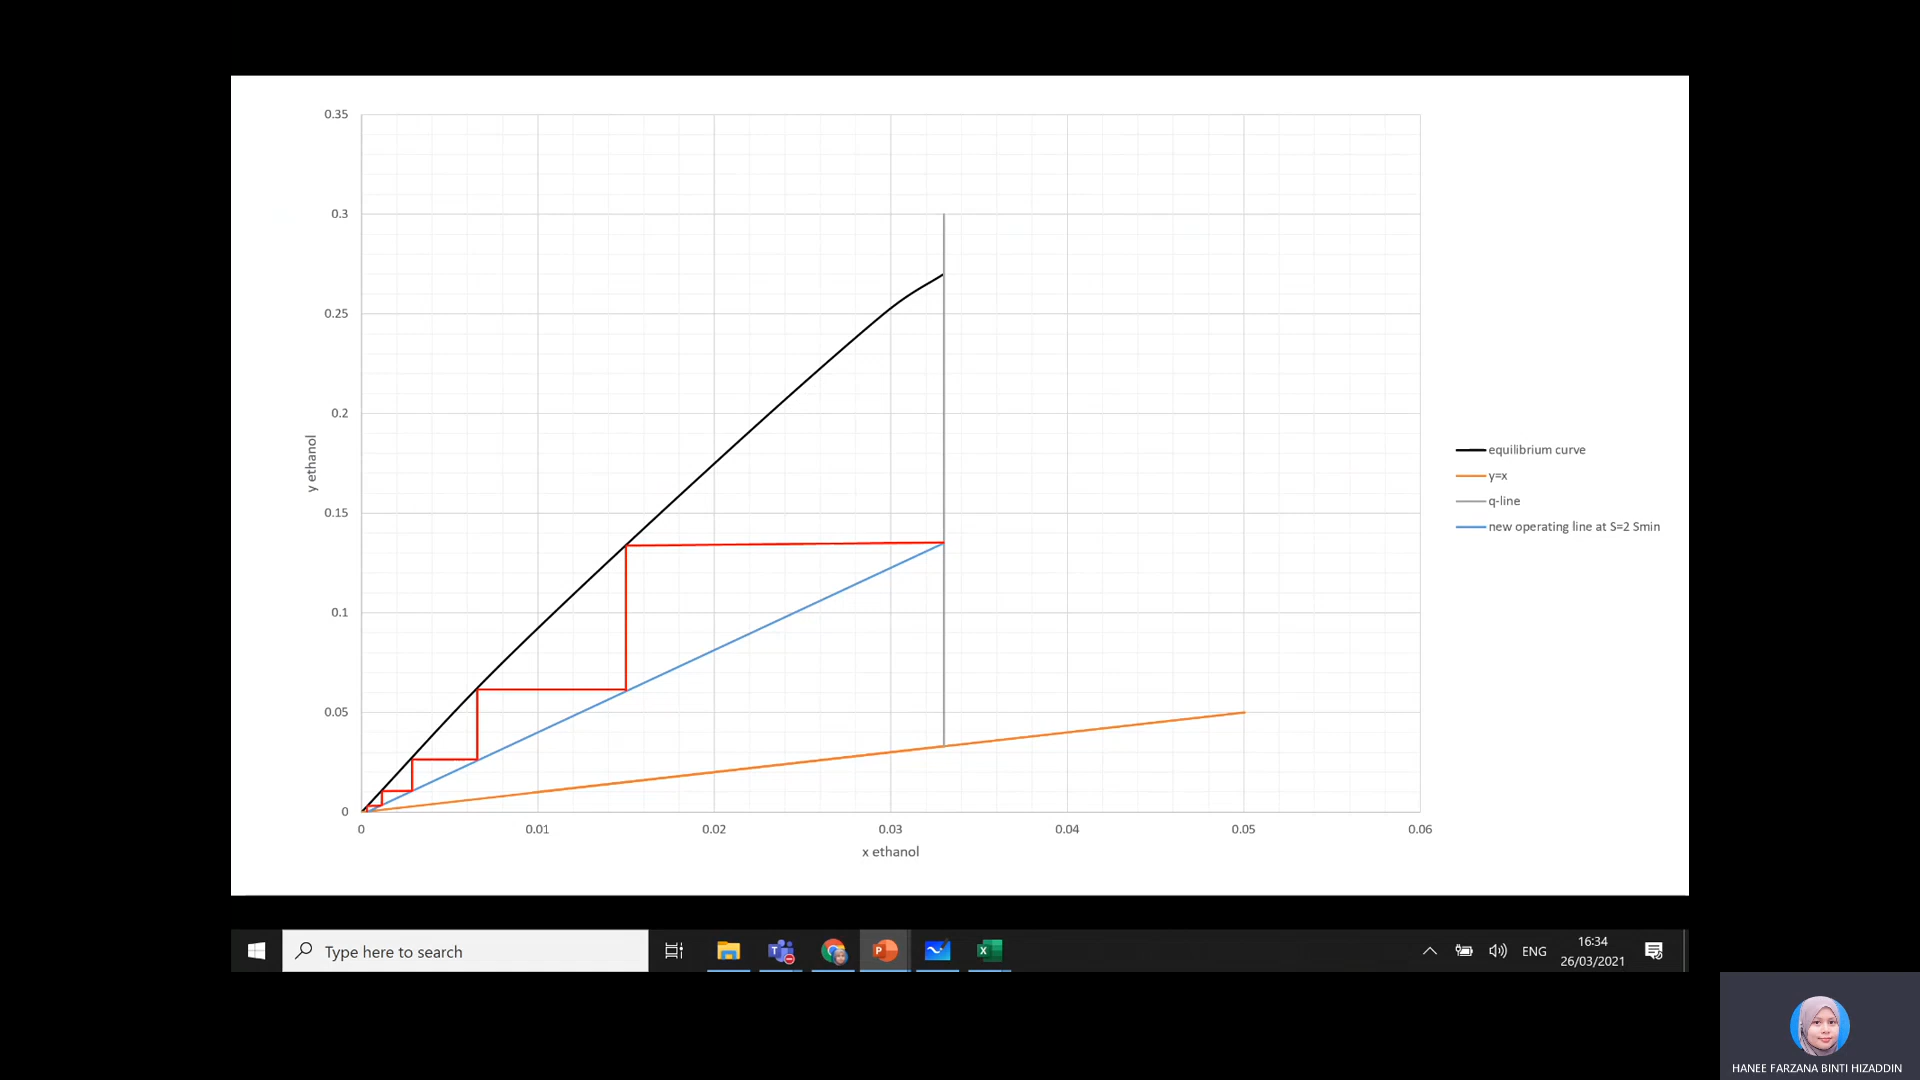 0.35
0.3
0.25
0.2
0.15
0.1
0.05
0
y ethanol
0 0.01 0.02 0.03 0.04 0.05 0.06
x ethanol
equilibrium curve
y=x
q-line
new operating line at S=2 Smin
Type here to search
ENG
16:34
26/03/2021
HANEE FARZANA BINTI HIZADDIN